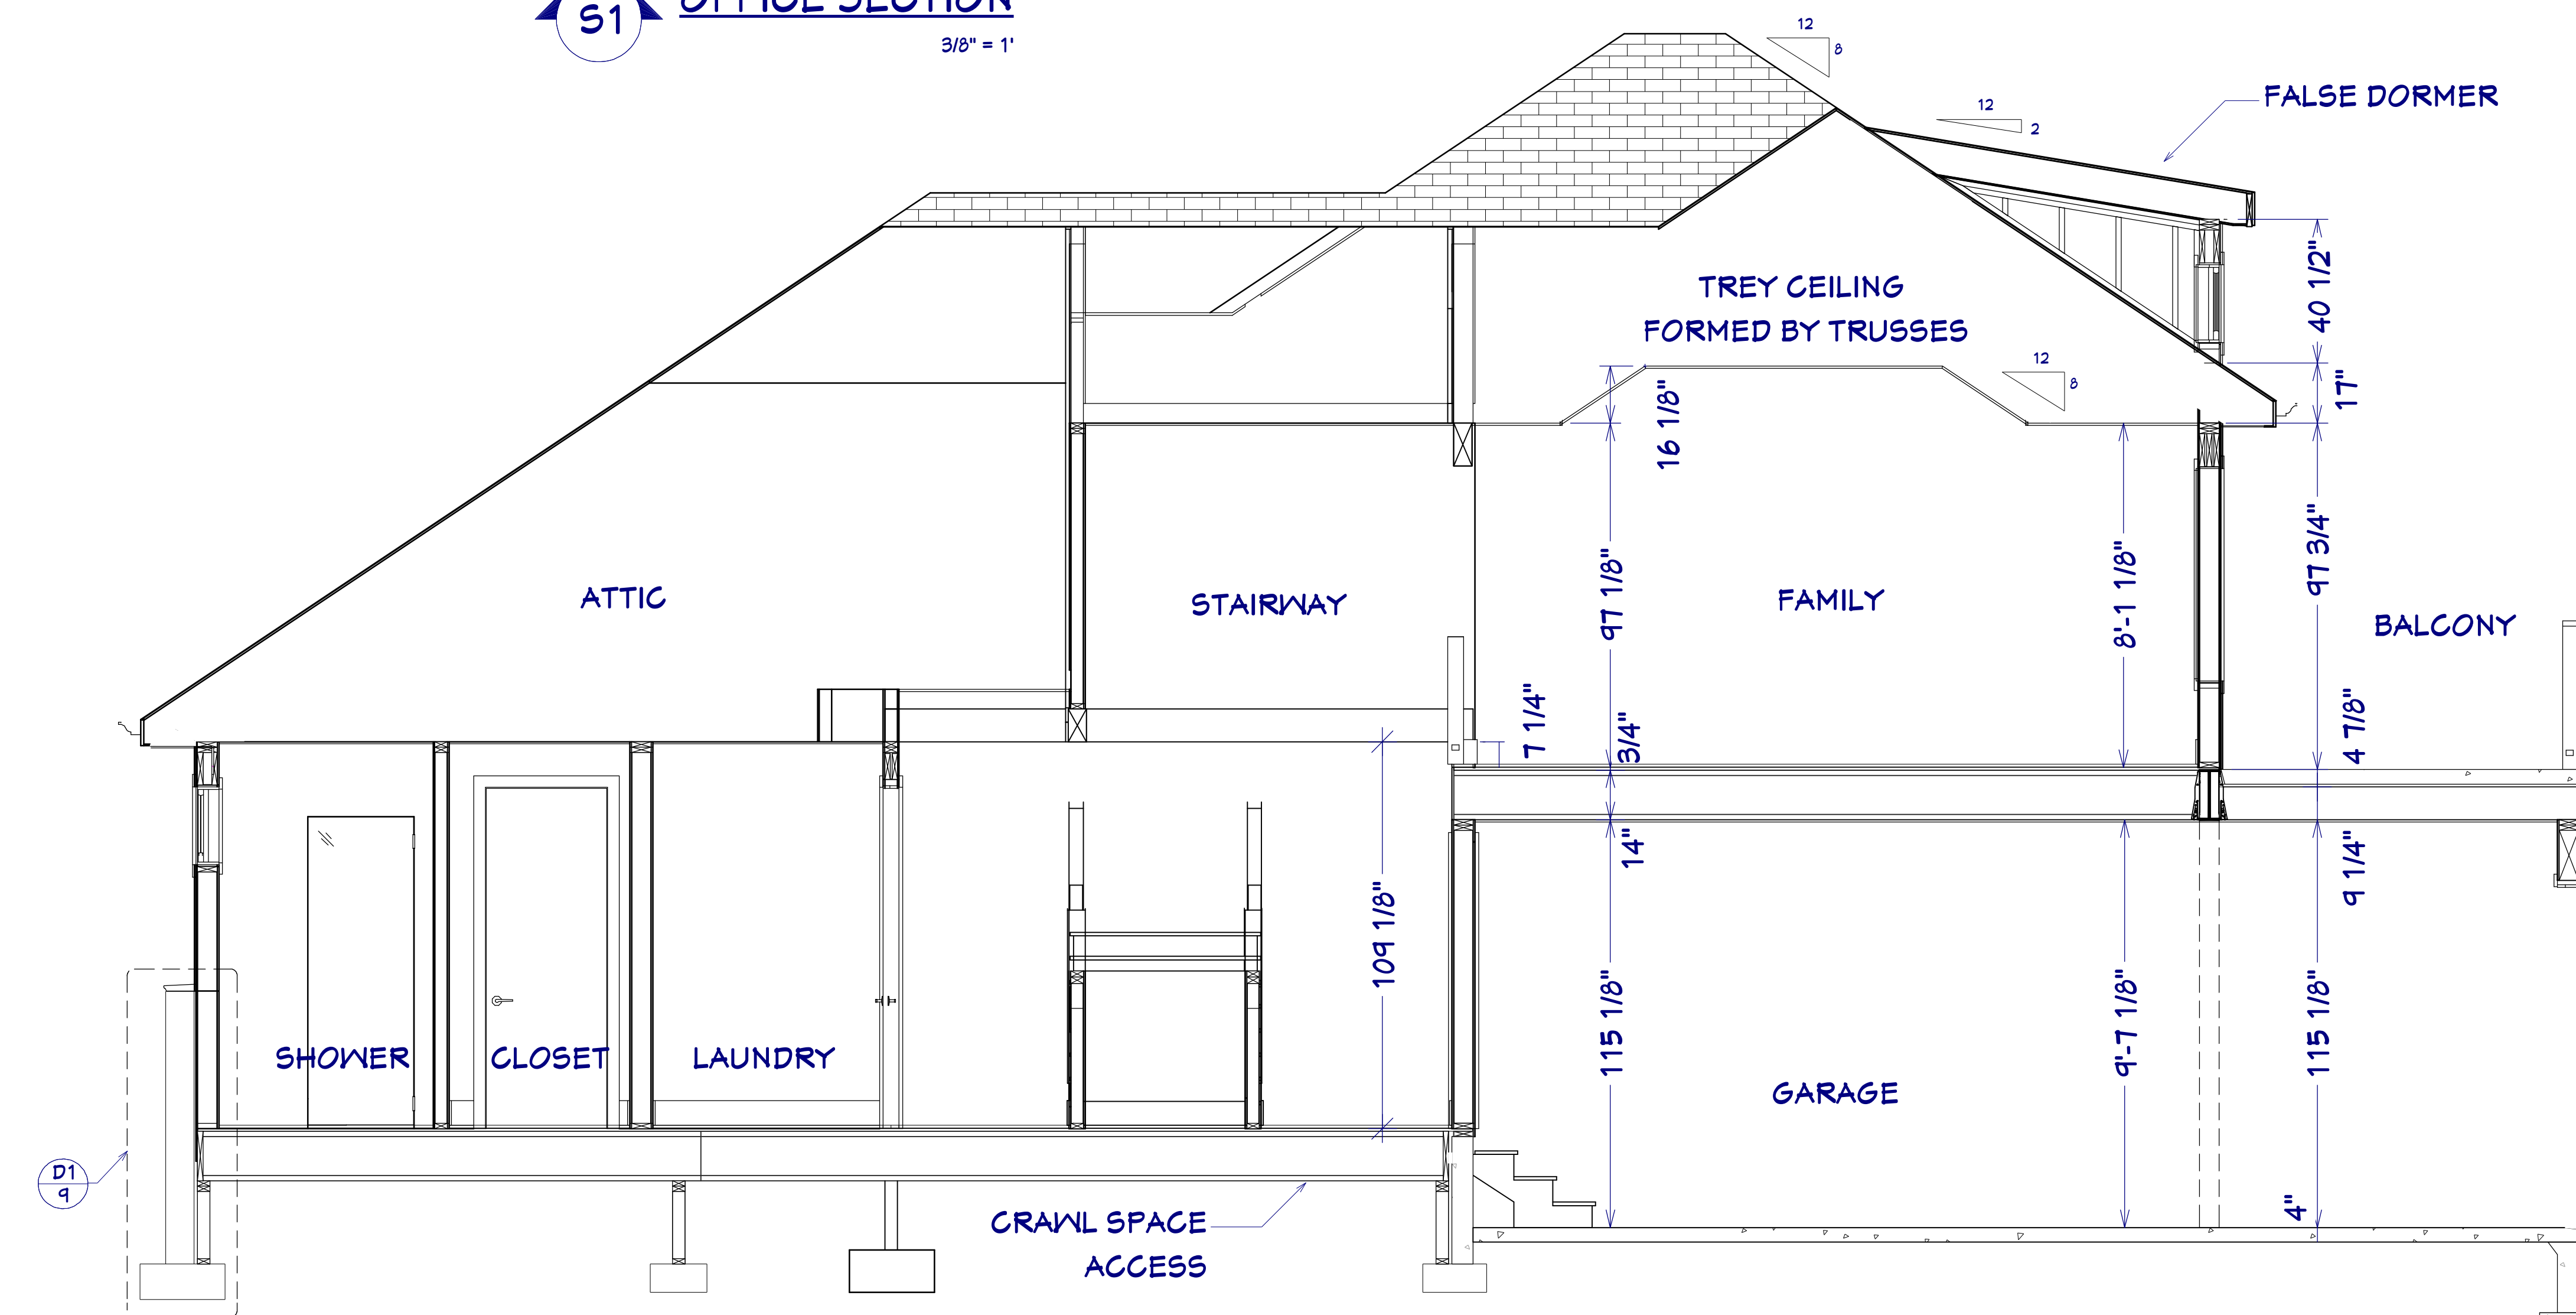 OFFICE SECTION
S1
3/8" = 1'
12
8
12
2
FALSE DORMER
40 1/2"
TREY CEILING
FORMED BY TRUSSES
12
8
17"
16 1/8"
97 1/8"
8'-1 1/8"
97 3/4"
ATTIC
STAIRWAY
FAMILY
BALCONY
7 1/4"
3/4"
4 7/8"
14"
9 1/4"
109 1/8"
115 1/8"
9'-7 1/8"
115 1/8"
SHOWER
CLOSET
LAUNDRY
GARAGE
D1
9
4"
CRAWL SPACE
ACCESS